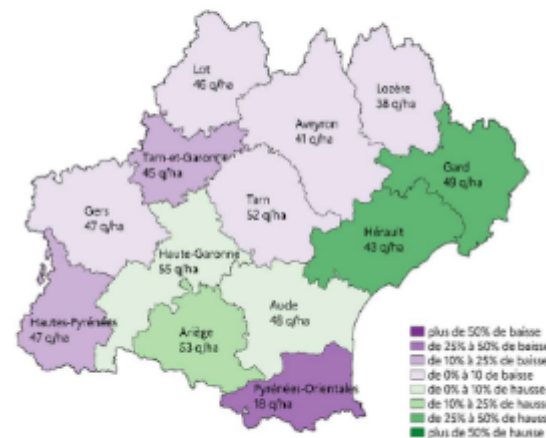 Lot
46 q/ha
Lozère
38 q/ha
Aveyron
41 q/ha
Tarn-et-Garonne
45 q/ha
Gard
49 q/ha
Gers
47 q/ha
Tarn
52 q/ha
Hérault
43 q/ha
Haute-Garonne
55 q/ha
Hautes-Pyrénées
47 q/ha
Ariège
53 q/ha
Aude
48 q/ha
Pyrénées-Orientales
18 q/ha
plus de 50% de baisse
de 25% à 50% de baisse
de 10% à 25% de baisse
de 0% à 10 de baisse
de 0% à 10% de hausse
de 10% à 25% de hausse
de 25% à 50% de hausse
plus de 50% de hausse